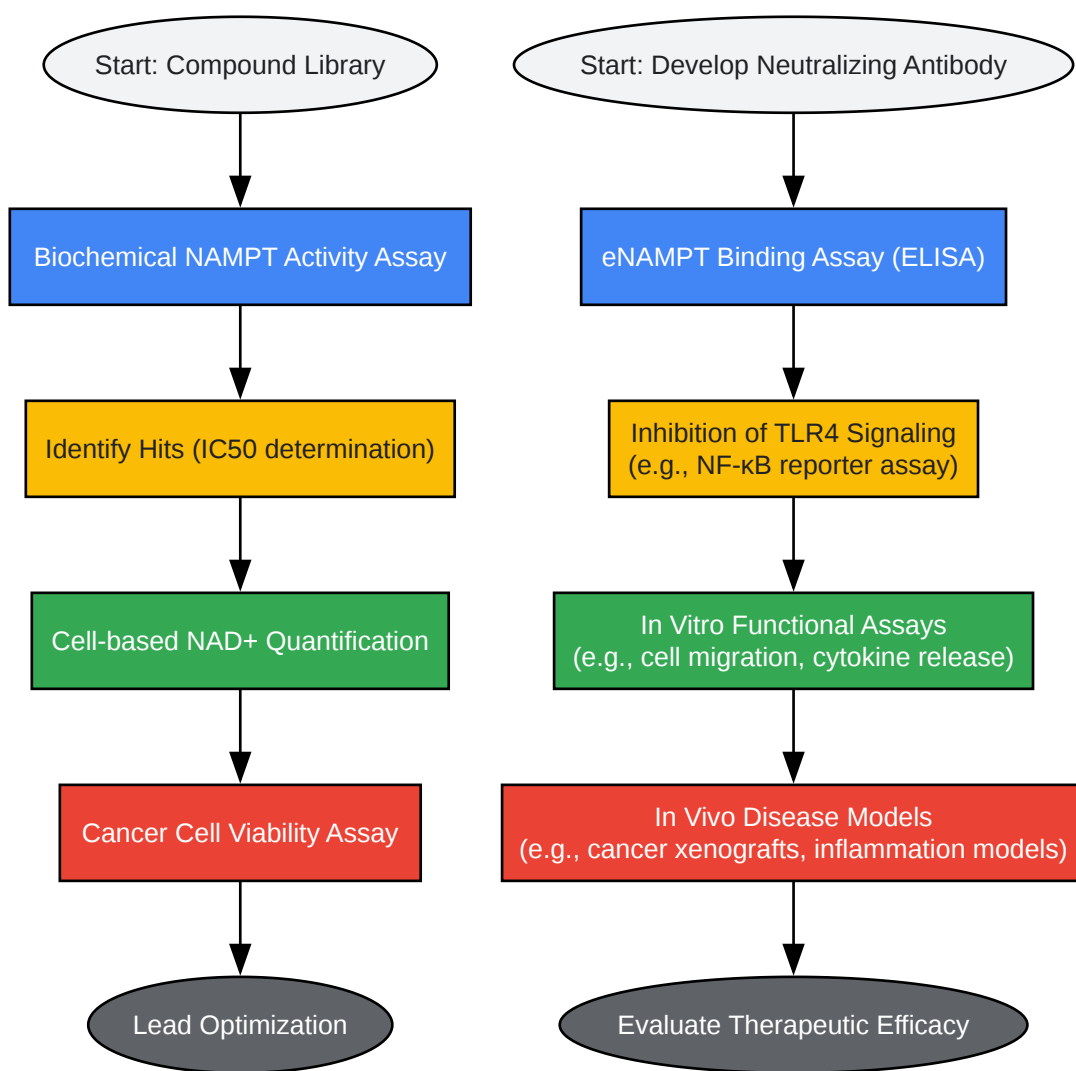 Start: Compound Library
Biochemical NAMPT Activity Assay
Identify Hits (IC50 determination)
Cell-based NAD+ Quantification
Cancer Cell Viability Assay
Lead Optimization
Start: Develop Neutralizing Antibody
eNAMPT Binding Assay (ELISA)
Inhibition of TLR4 Signaling
(e.g., NF-κB reporter assay)
In Vitro Functional Assays
(e.g., cell migration, cytokine release)
In Vivo Disease Models
(e.g., cancer xenografts, inflammation models)
Evaluate Therapeutic Efficacy